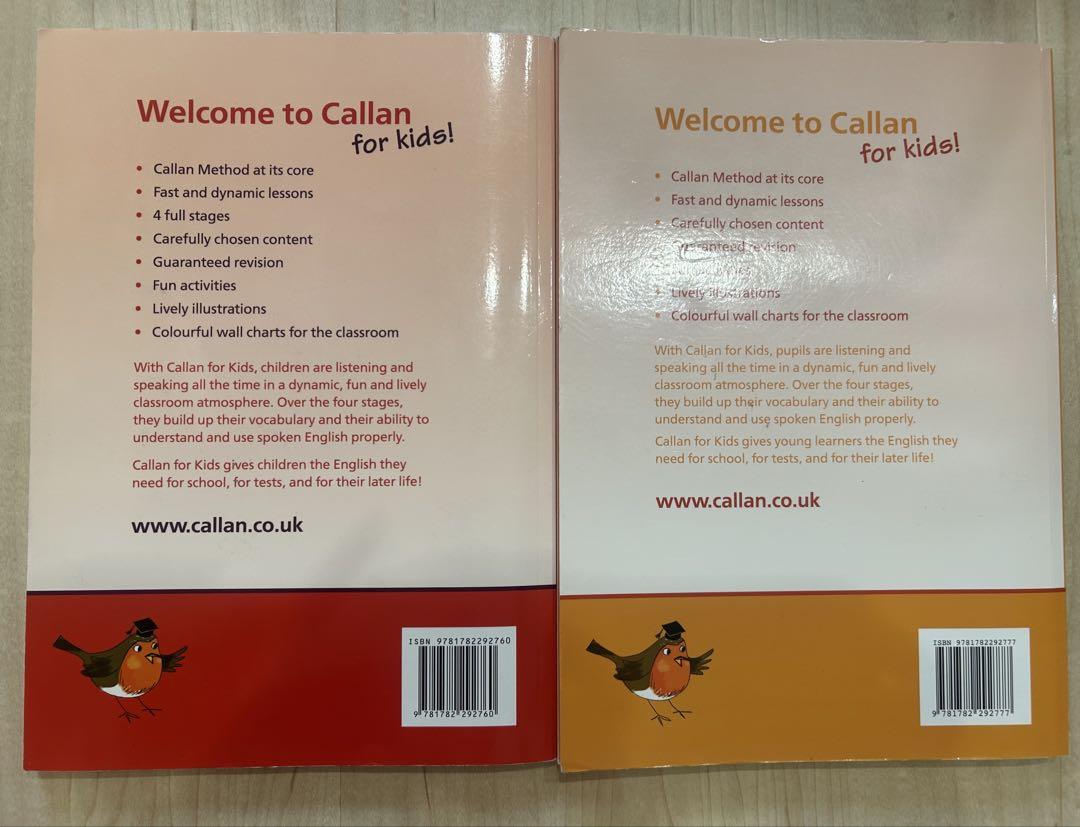 Welcome to Callan
for kids!
• Callan Method at its core
• Fast and dynamic lessons
• 4 full stages
• Carefully chosen content
• Guaranteed revision
• Fun activities
• Lively illustrations
• Colourful wall charts for the classroom
With Callan for Kids, children are listening and
speaking all the time in a dynamic, fun and lively
classroom atmosphere. Over the four stages,
they build up their vocabulary and their ability to
understand and use spoken English properly.
Callan for Kids gives children the English they
need for school, for tests, and for their later life!
www.callan.co.uk
ISBN 9781782292760
9 781782 292760
Welcome to Callan
for kids!
• Callan Method at its core
• Fast and dynamic lessons
• Carefully chosen content
Guaranteed revision
• Lively illustrations
• Colourful wall charts for the classroom
With Callan for Kids, pupils are listening and
speaking all the time in a dynamic, fun and lively
classroom atmosphere. Over the four stages,
they build up their vocabulary and their ability to
understand and use spoken English properly.
Callan for Kids gives young learners the English they
need for school, for tests, and for their later life!
www.callan.co.uk
ISBN 9781782292777
9 781782 292777